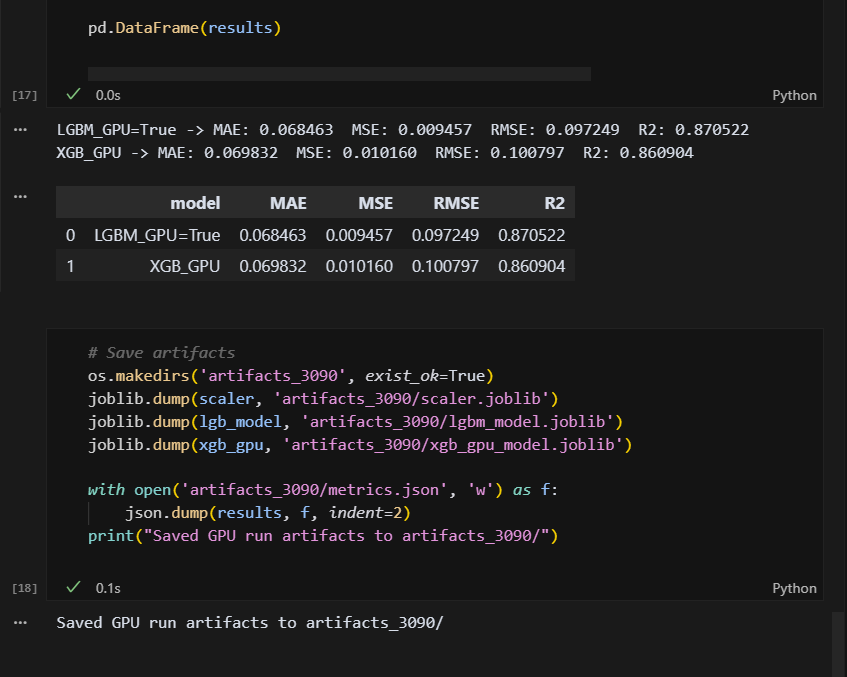 pd.DataFrame(results)
[17]
0.0s
Python
LGBM_GPU=True -> MAE: 0.068463  MSE: 0.009457  RMSE: 0.097249  R2: 0.870522
XGB_GPU -> MAE: 0.069832  MSE: 0.010160  RMSE: 0.100797  R2: 0.860904
model MAE MSE RMSE R2
0 LGBM_GPU=True 0.068463 0.009457 0.097249 0.870522
1 XGB_GPU 0.069832 0.010160 0.100797 0.860904
# Save artifacts
os.makedirs('artifacts_3090', exist_ok=True)
joblib.dump(scaler, 'artifacts_3090/scaler.joblib')
joblib.dump(lgb_model, 'artifacts_3090/lgbm_model.joblib')
joblib.dump(xgb_gpu, 'artifacts_3090/xgb_gpu_model.joblib')
with open('artifacts_3090/metrics.json', 'w') as f:
    json.dump(results, f, indent=2)
print("Saved GPU run artifacts to artifacts_3090/")
[18]
0.1s
Python
Saved GPU run artifacts to artifacts_3090/